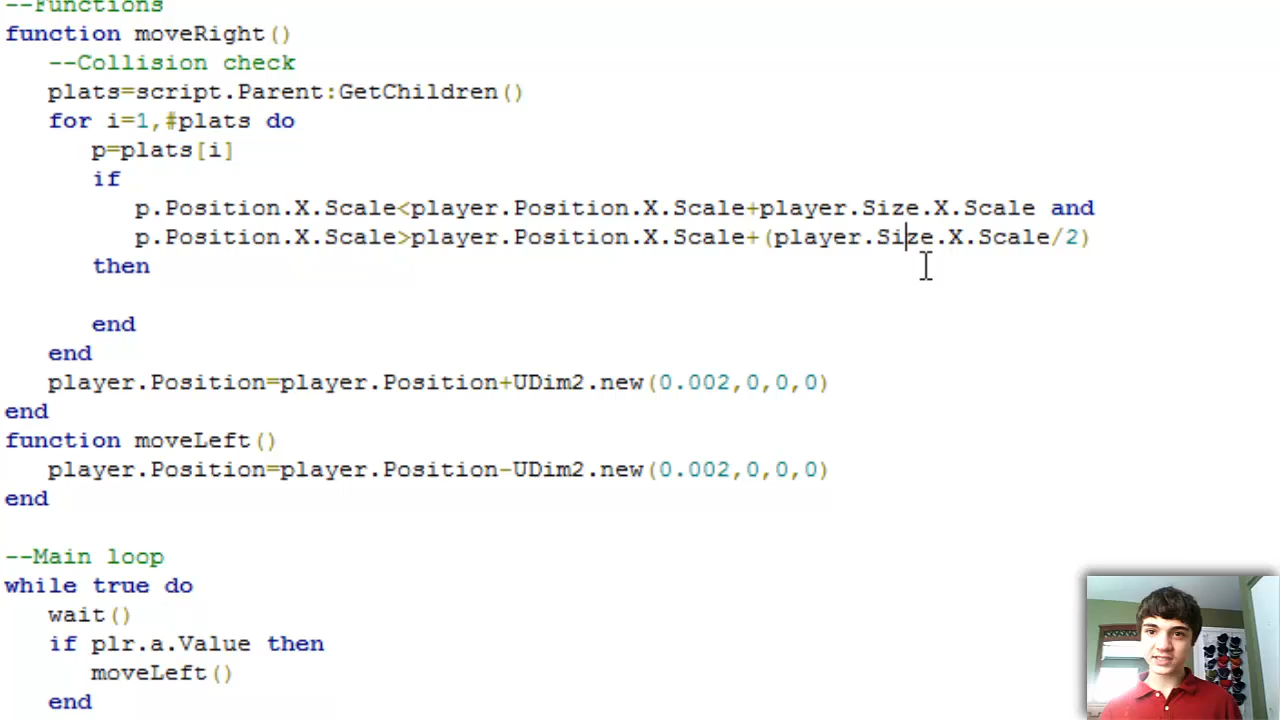 --Functions
function moveRight()
--Collision check
plats=script.Parent:GetChildren()
for i=1,#plats do
p=plats[i]
if
p.Position.X.Scale<player.Position.X.Scale+player.Size.X.Scale and
p.Position.X.Scale>player.Position.X.Scale+(player.Size.X.Scale/2)
then
end
end
player.Position=player.Position+UDim2.new(0.002,0,0,0)
end
function moveLeft()
player.Position=player.Position-UDim2.new(0.002,0,0,0)
end
--Main loop
while true do
wait()
if plr.a.Value then
moveLeft()
end